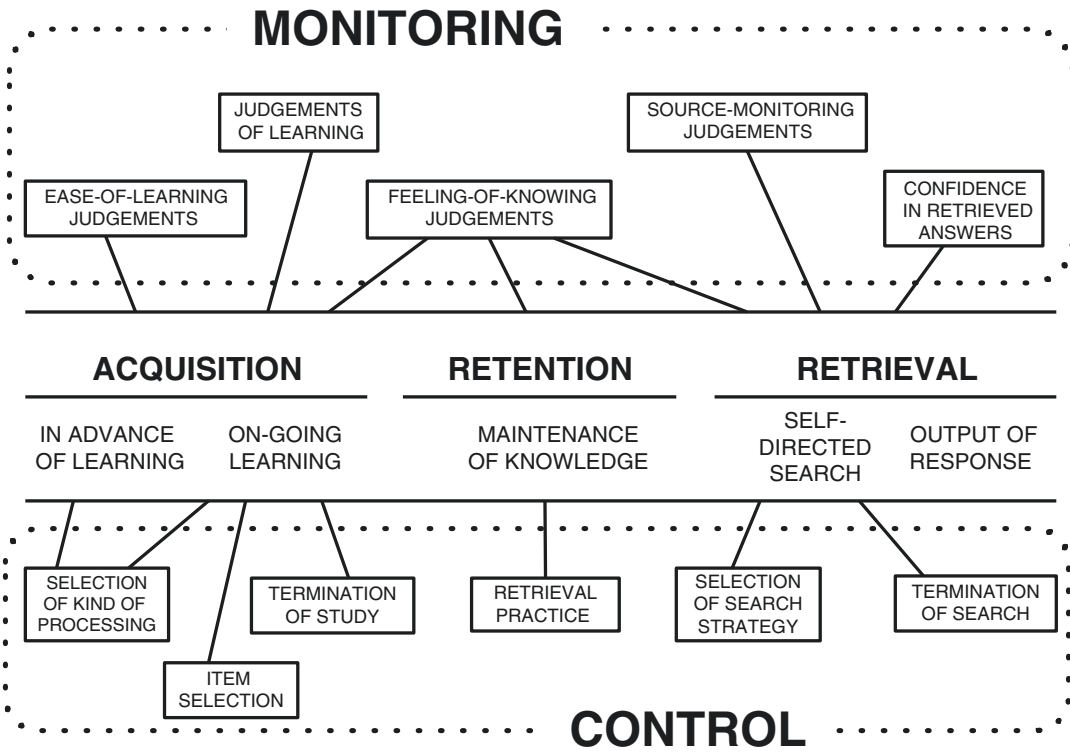 MONITORING
JUDGEMENTS
OF LEARNING
SOURCE-MONITORING
JUDGEMENTS
EASE-OF-LEARNING
JUDGEMENTS
FEELING-OF-KNOWING
JUDGEMENTS
CONFIDENCE
IN RETRIEVED
ANSWERS
ACQUISITION
RETENTION
RETRIEVAL
IN ADVANCE
OF LEARNING
ON-GOING
LEARNING
MAINTENANCE
OF KNOWLEDGE
SELF-
DIRECTED
SEARCH
OUTPUT OF
RESPONSE
SELECTION
OF KIND OF
PROCESSING
TERMINATION
OF STUDY
RETRIEVAL
PRACTICE
SELECTION
OF SEARCH
STRATEGY
TERMINATION
OF SEARCH
ITEM
SELECTION
CONTROL